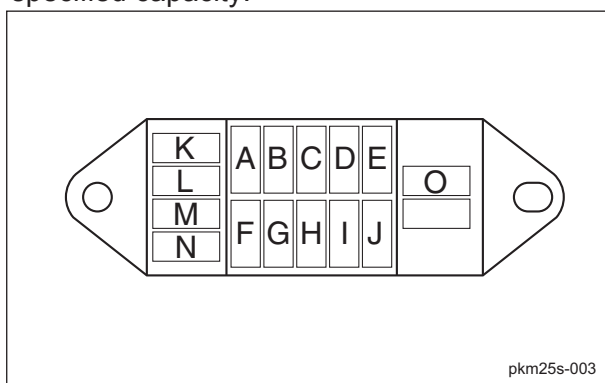 specified capacity.
K
L
M
N
A B C D E
F G H I J
O
pkm25s-003